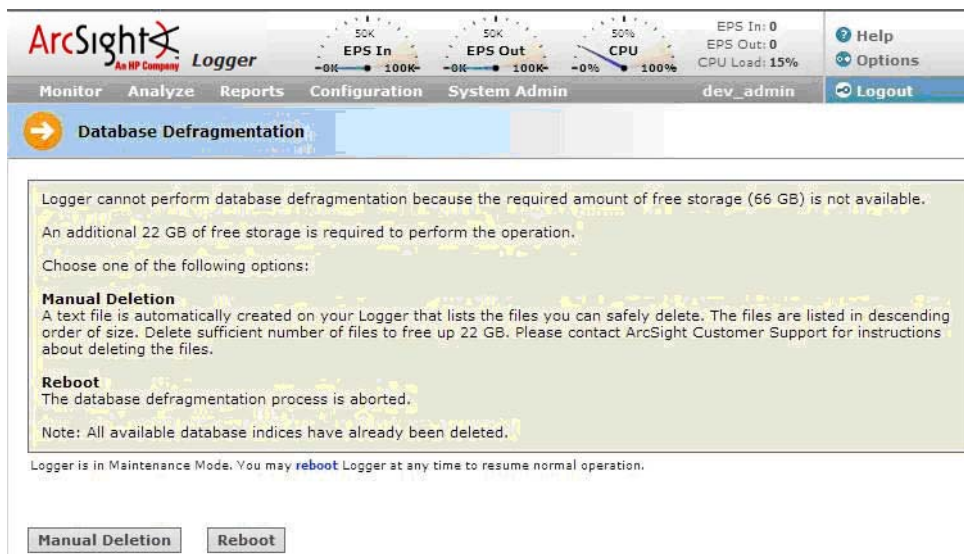 ArcSight
An HP Company
Logger
50K
EPS In
-0K 100K-
50K
EPS Out
-0K 100K-
50%
CPU
-0% 100%
EPS In: 0
EPS Out: 0
CPU Load: 15%
Help
Options
Monitor Analyze Reports Configuration System Admin dev_admin Logout
Database Defragmentation
Logger cannot perform database defragmentation because the required amount of free storage (66 GB) is not available.
An additional 22 GB of free storage is required to perform the operation.
Choose one of the following options:
Manual Deletion
A text file is automatically created on your Logger that lists the files you can safely delete. The files are listed in descending
order of size. Delete sufficient number of files to free up 22 GB. Please contact ArcSight Customer Support for instructions
about deleting the files.
Reboot
The database defragmentation process is aborted.
Note: All available database indices have already been deleted.
Logger is in Maintenance Mode. You may reboot Logger at any time to resume normal operation.
Manual Deletion Reboot